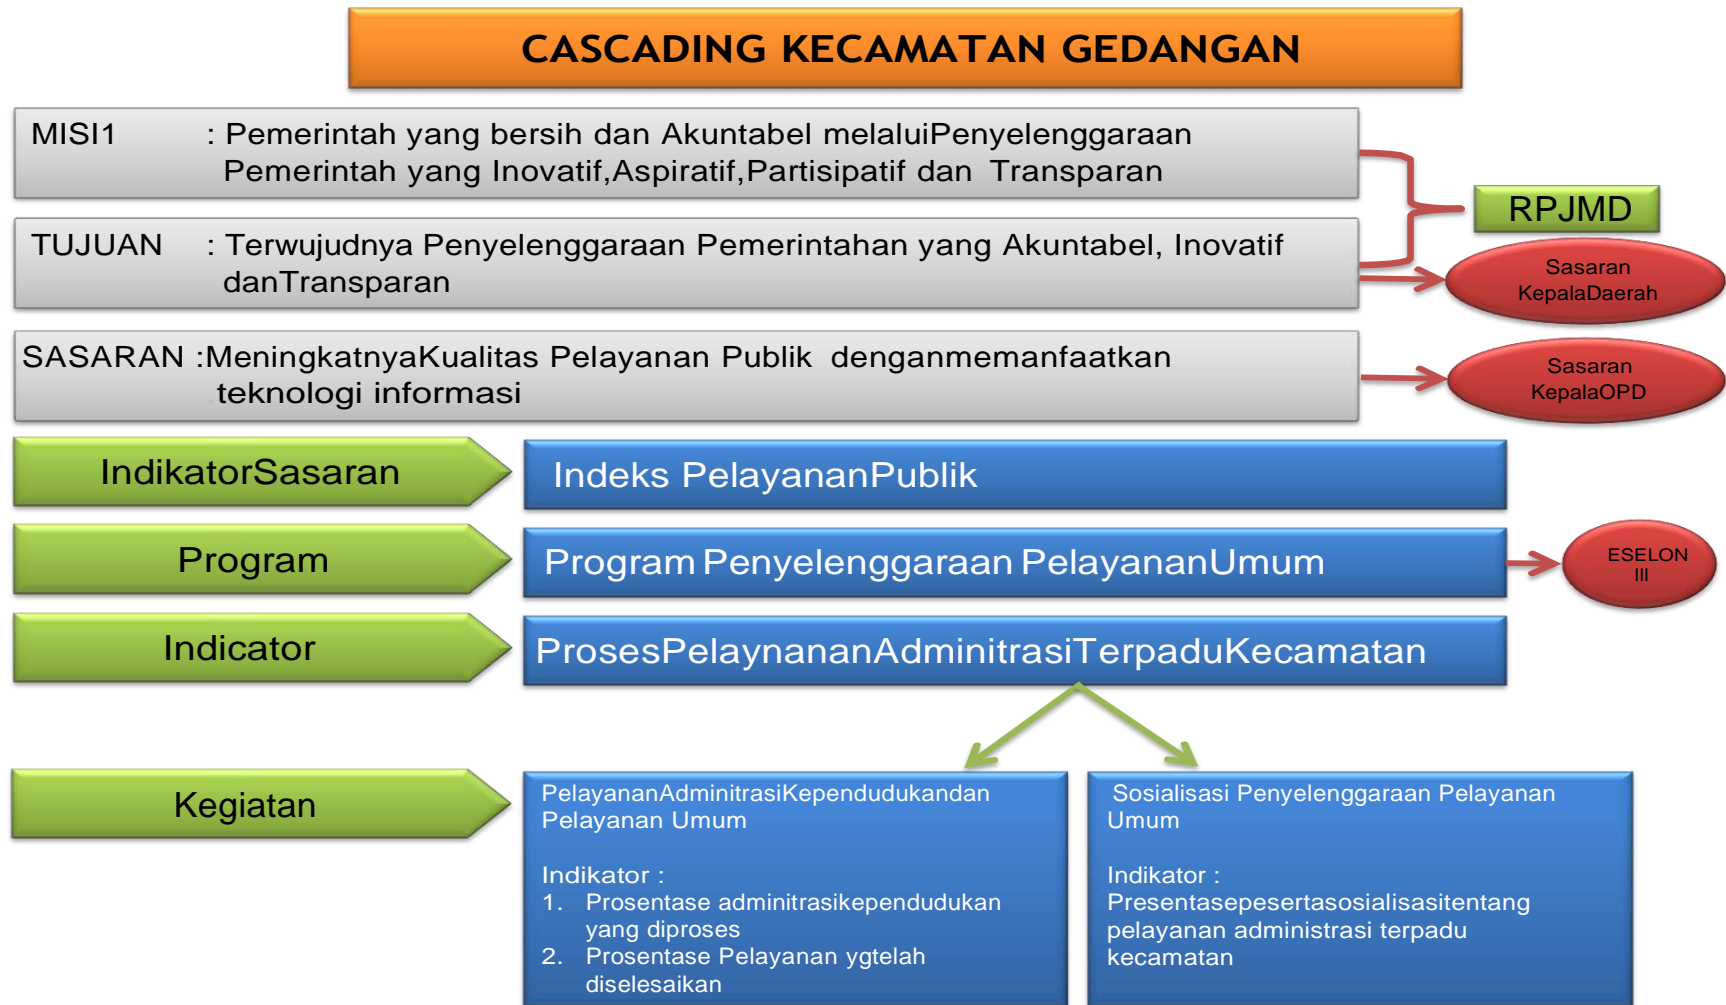 CASCADING KECAMATAN GEDANGAN
MISI1 : Pemerintah yang bersih dan Akuntabel melaluiPenyelenggaraan
Pemerintah yang Inovatif,Aspiratif,Partisipatif dan Transparan
RPJMD
TUJUAN : Terwujudnya Penyelenggaraan Pemerintahan yang Akuntabel, Inovatif
danTransparan
Sasaran
KepalaDaerah
SASARAN :MeningkatnyaKualitas Pelayanan Publik denganmemanfaatkan
teknologi informasi
Sasaran
KepalaOPD
IndikatorSasaran
Indeks PelayananPublik
Program
Program Penyelenggaraan PelayananUmum
ESELON
III
Indicator
ProsesPelaynananAdminitrasiTerpaduKecamatan
Kegiatan
PelayananAdminitrasiKependudukandan
Pelayanan Umum
Indikator :
1. Prosentase adminitrasikependudukan
yang diproses
2. Prosentase Pelayanan ygtelah
diselesaikan
Sosialisasi Penyelenggaraan Pelayanan
Umum
Indikator :
Presentasepesertasosialisasitentang
pelayanan administrasi terpadu
kecamatan